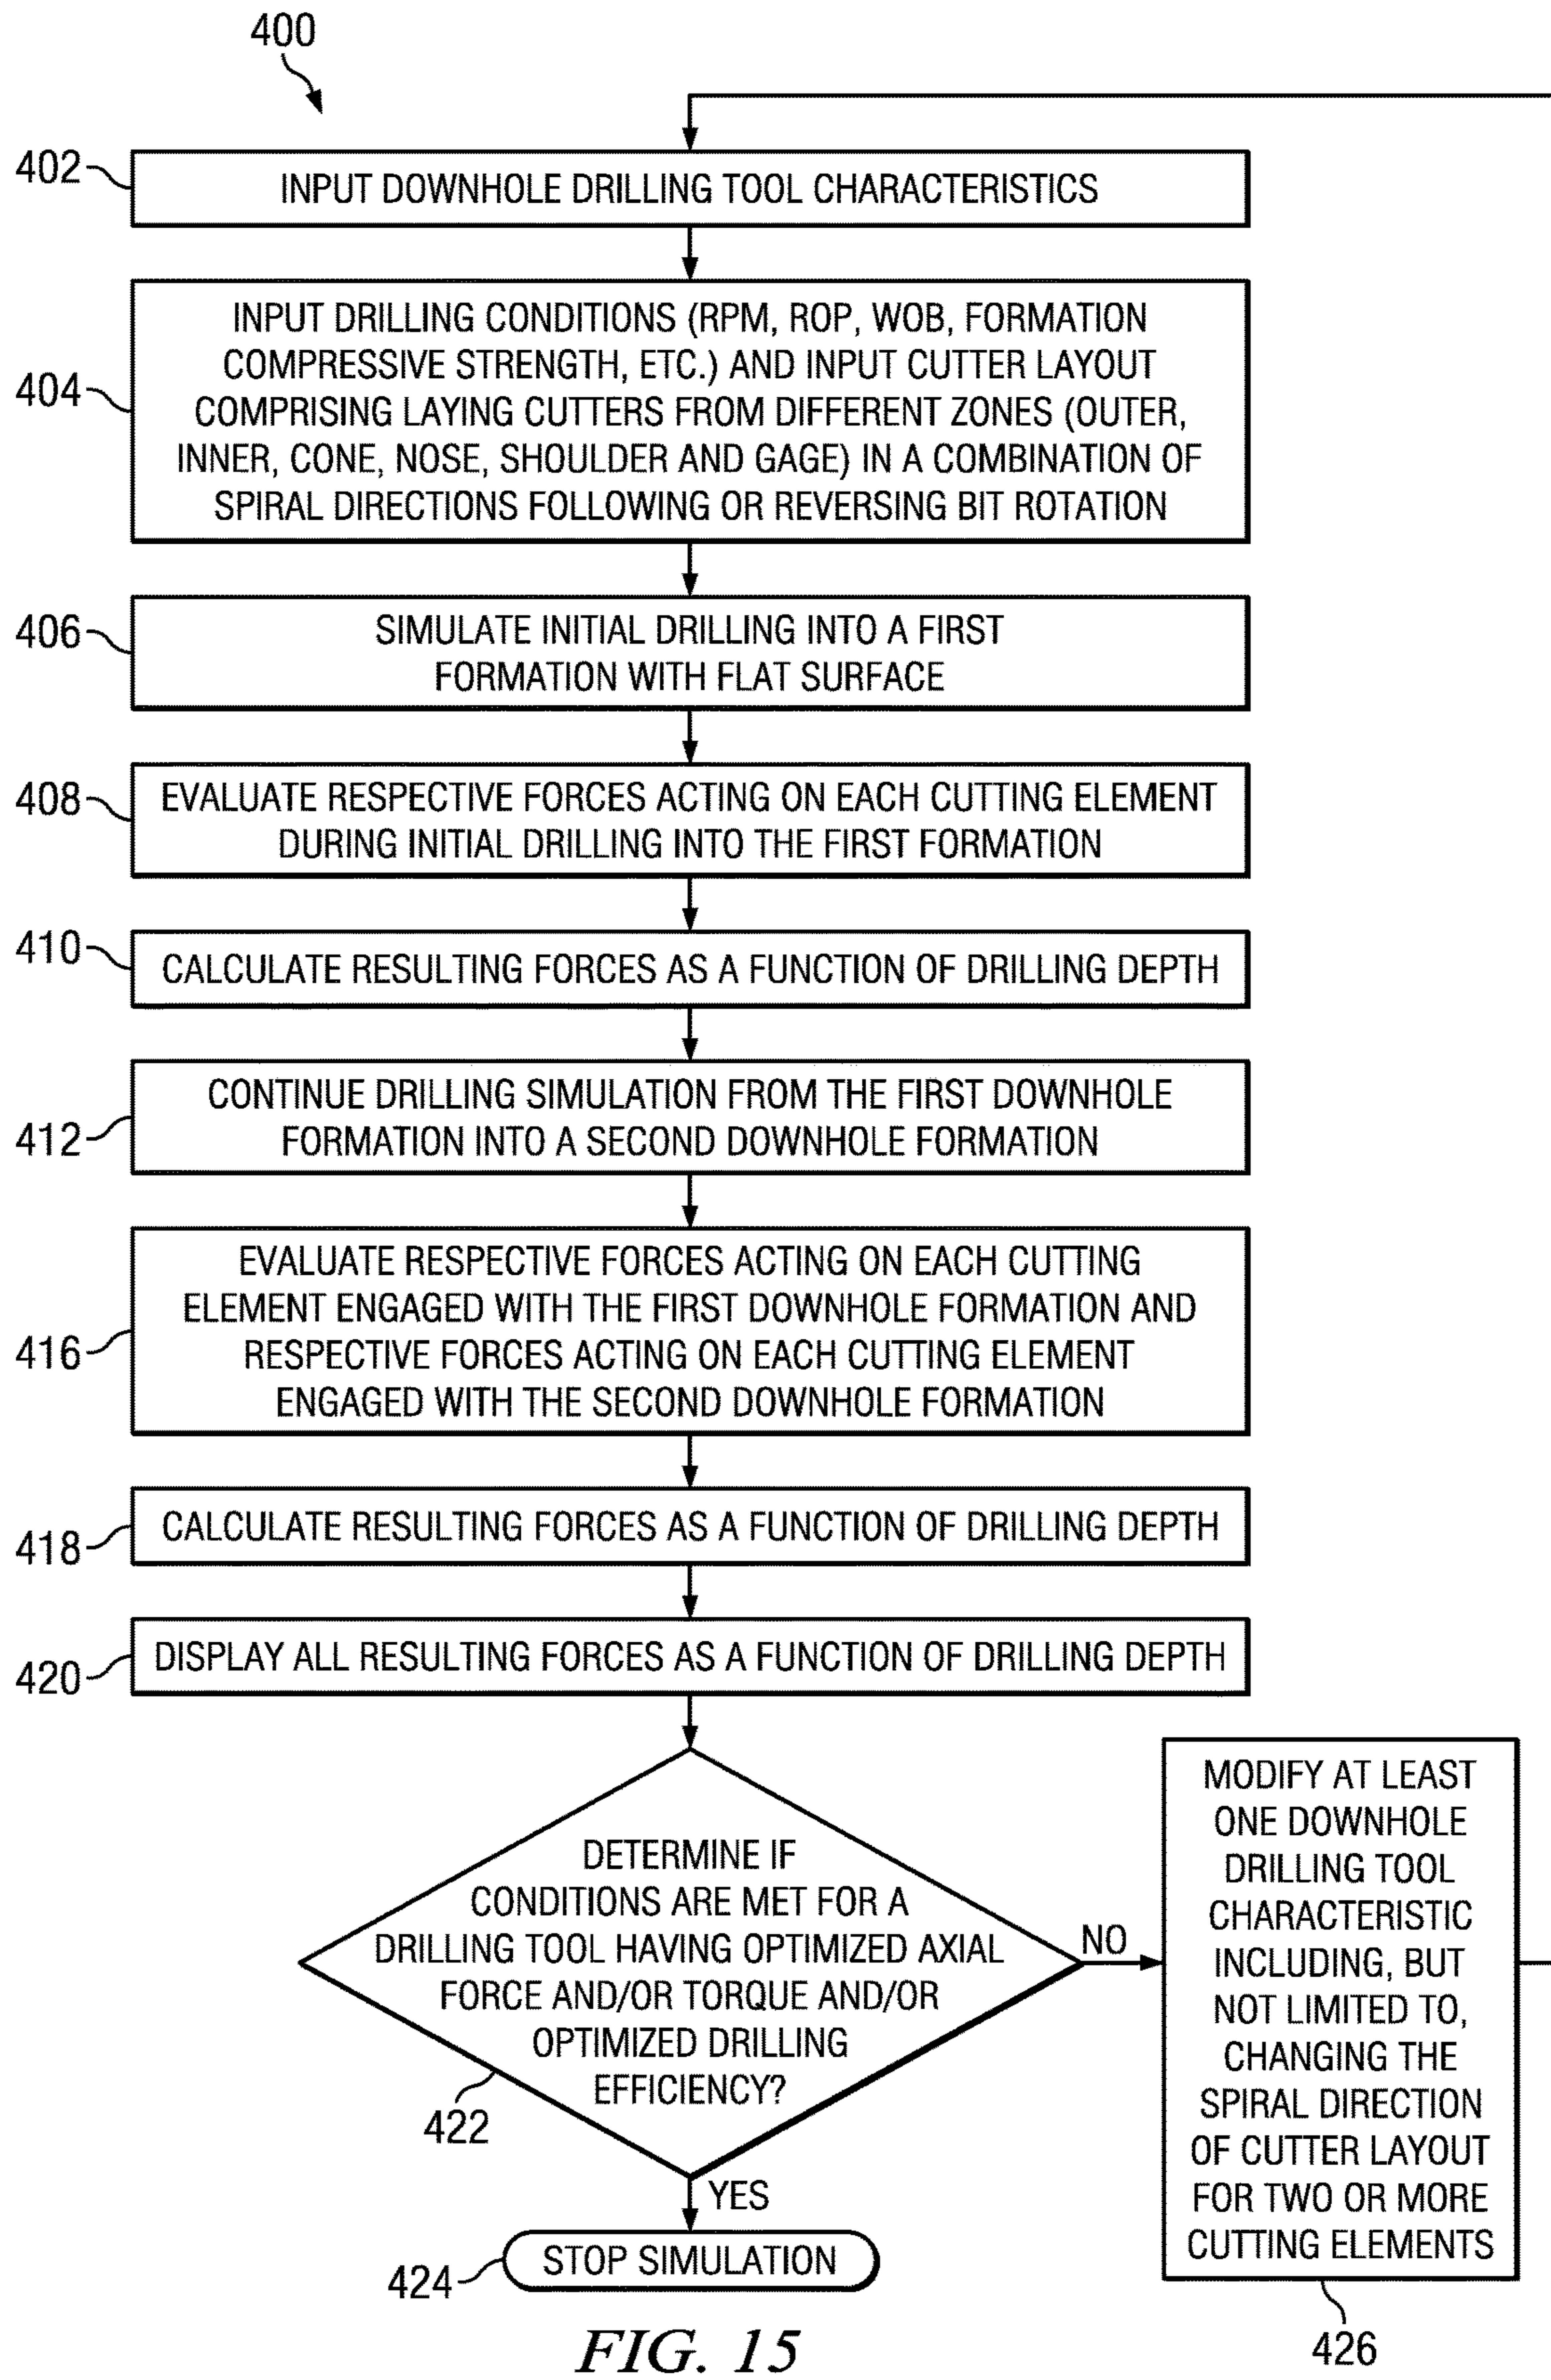 400
402
INPUT DOWNHOLE DRILLING TOOL CHARACTERISTICS
404
INPUT DRILLING CONDITIONS (RPM, ROP, WOB, FORMATION
COMPRESSIVE STRENGTH, ETC.) AND INPUT CUTTER LAYOUT
COMPRISING LAYING CUTTERS FROM DIFFERENT ZONES (OUTER,
INNER, CONE, NOSE, SHOULDER AND GAGE) IN A COMBINATION OF
SPIRAL DIRECTIONS FOLLOWING OR REVERSING BIT ROTATION
406
SIMULATE INITIAL DRILLING INTO A FIRST
FORMATION WITH FLAT SURFACE
408
EVALUATE RESPECTIVE FORCES ACTING ON EACH CUTTING ELEMENT
DURING INITIAL DRILLING INTO THE FIRST FORMATION
410
CALCULATE RESULTING FORCES AS A FUNCTION OF DRILLING DEPTH
412
CONTINUE DRILLING SIMULATION FROM THE FIRST DOWNHOLE
FORMATION INTO A SECOND DOWNHOLE FORMATION
416
EVALUATE RESPECTIVE FORCES ACTING ON EACH CUTTING
ELEMENT ENGAGED WITH THE FIRST DOWNHOLE FORMATION AND
RESPECTIVE FORCES ACTING ON EACH CUTTING ELEMENT
ENGAGED WITH THE SECOND DOWNHOLE FORMATION
418
CALCULATE RESULTING FORCES AS A FUNCTION OF DRILLING DEPTH
420
DISPLAY ALL RESULTING FORCES AS A FUNCTION OF DRILLING DEPTH
DETERMINE IF
CONDITIONS ARE MET FOR A
DRILLING TOOL HAVING OPTIMIZED AXIAL
FORCE AND/OR TORQUE AND/OR
OPTIMIZED DRILLING
EFFICIENCY?
422
NO
MODIFY AT LEAST
ONE DOWNHOLE
DRILLING TOOL
CHARACTERISTIC
INCLUDING, BUT
NOT LIMITED TO,
CHANGING THE
SPIRAL DIRECTION
OF CUTTER LAYOUT
FOR TWO OR MORE
CUTTING ELEMENTS
426
YES
424
STOP SIMULATION
FIG. 15